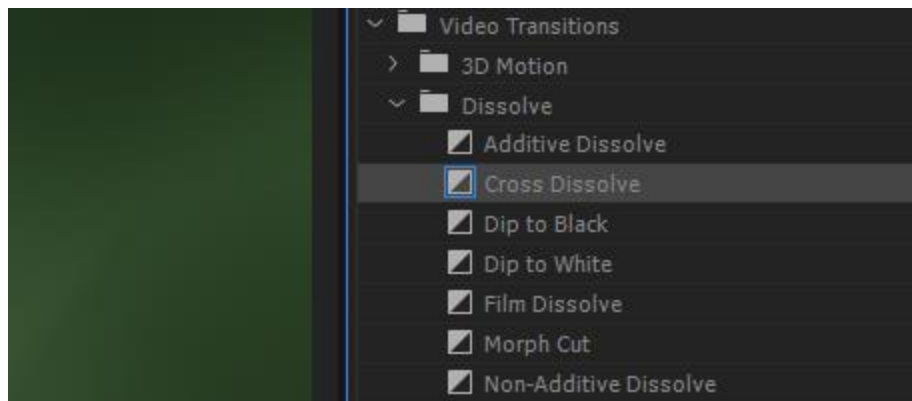 Video Transitions
3D Motion
Dissolve
Additive Dissolve
Cross Dissolve
Dip to Black
Dip to White
Film Dissolve
Morph Cut
Non-Additive Dissolve